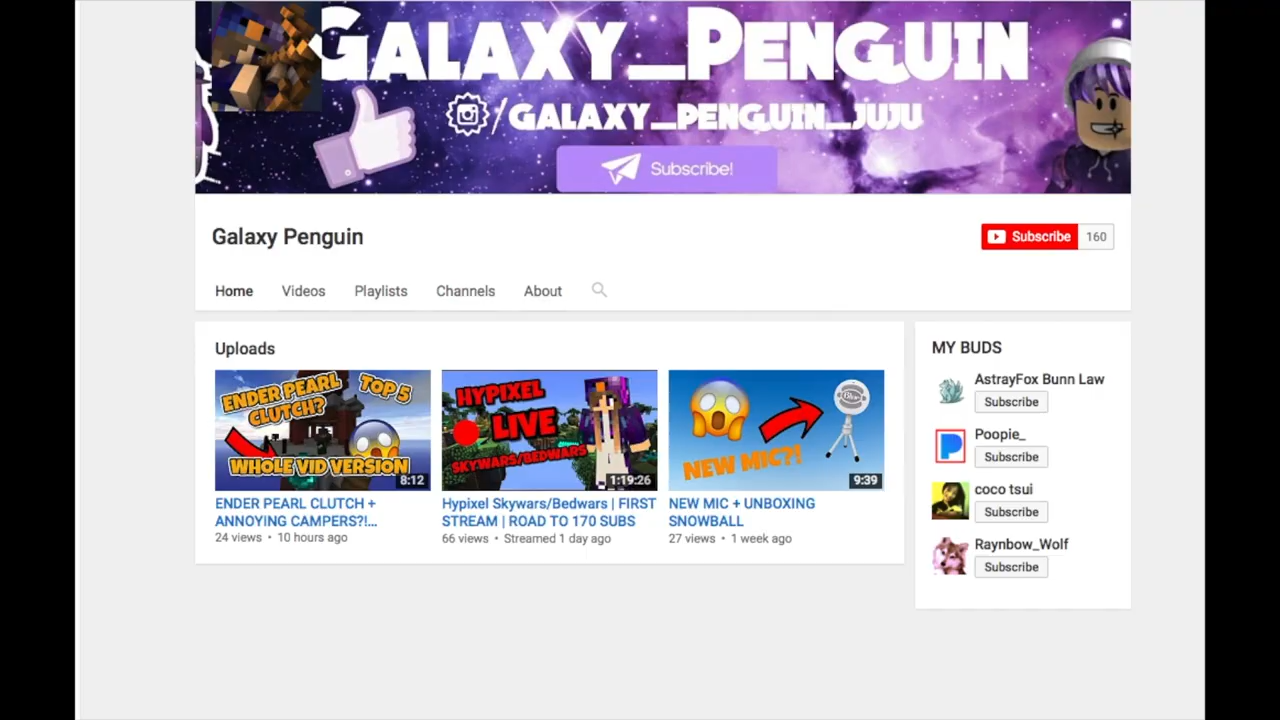 GALAXY_PENGUIN
/GALAXY_PENGUIN_JUJU
Subscribe!
Galaxy Penguin
Subscribe 160
Home Videos Playlists Channels About
Uploads
ENDER PEARL CLUTCH?
TOP 5
WHOLE VID VERSION
8:12
ENDER PEARL CLUTCH +
ANNOYING CAMPERS?!...
24 views • 10 hours ago
HYPIXEL
LIVE
SKYWARS/BEDWARS
1:19:26
Hypixel Skywars/Bedwars | FIRST
STREAM | ROAD TO 170 SUBS
66 views • Streamed 1 day ago
Blue
NEW MIC?!
9:39
NEW MIC + UNBOXING
SNOWBALL
27 views • 1 week ago
MY BUDS
AstrayFox Bunn Law
Subscribe
Poopie_
Subscribe
coco tsui
Subscribe
Raynbow_Wolf
Subscribe